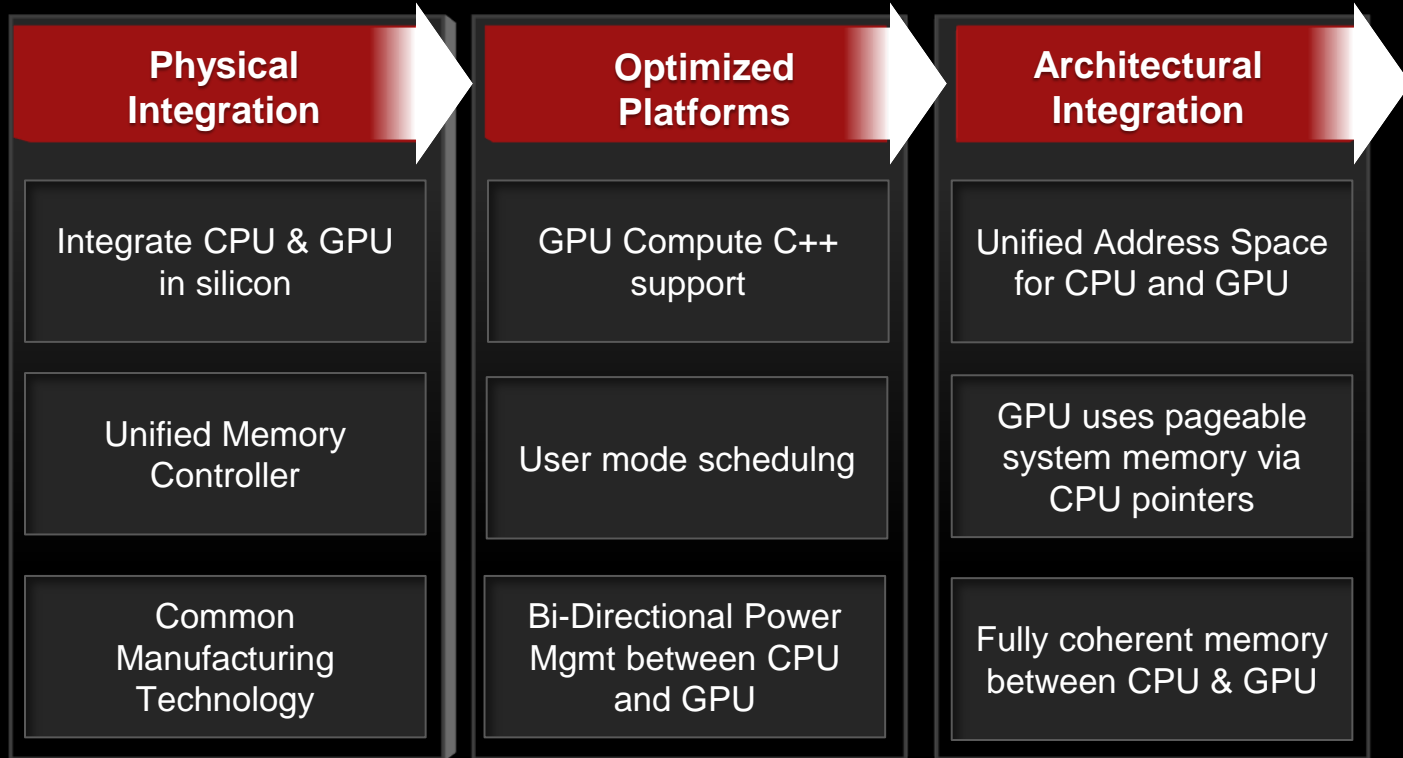 Physical
Integration
Integrate CPU & GPU
in silicon
Unified Memory
Controller
Common
Manufacturing
Technology
Optimized
Platforms
GPU Compute C++
support
User mode schedulng
Bi-Directional Power
Mgmt between CPU
and GPU
Architectural
Integration
Unified Address Space
for CPU and GPU
GPU uses pageable
system memory via
CPU pointers
Fully coherent memory
between CPU & GPU